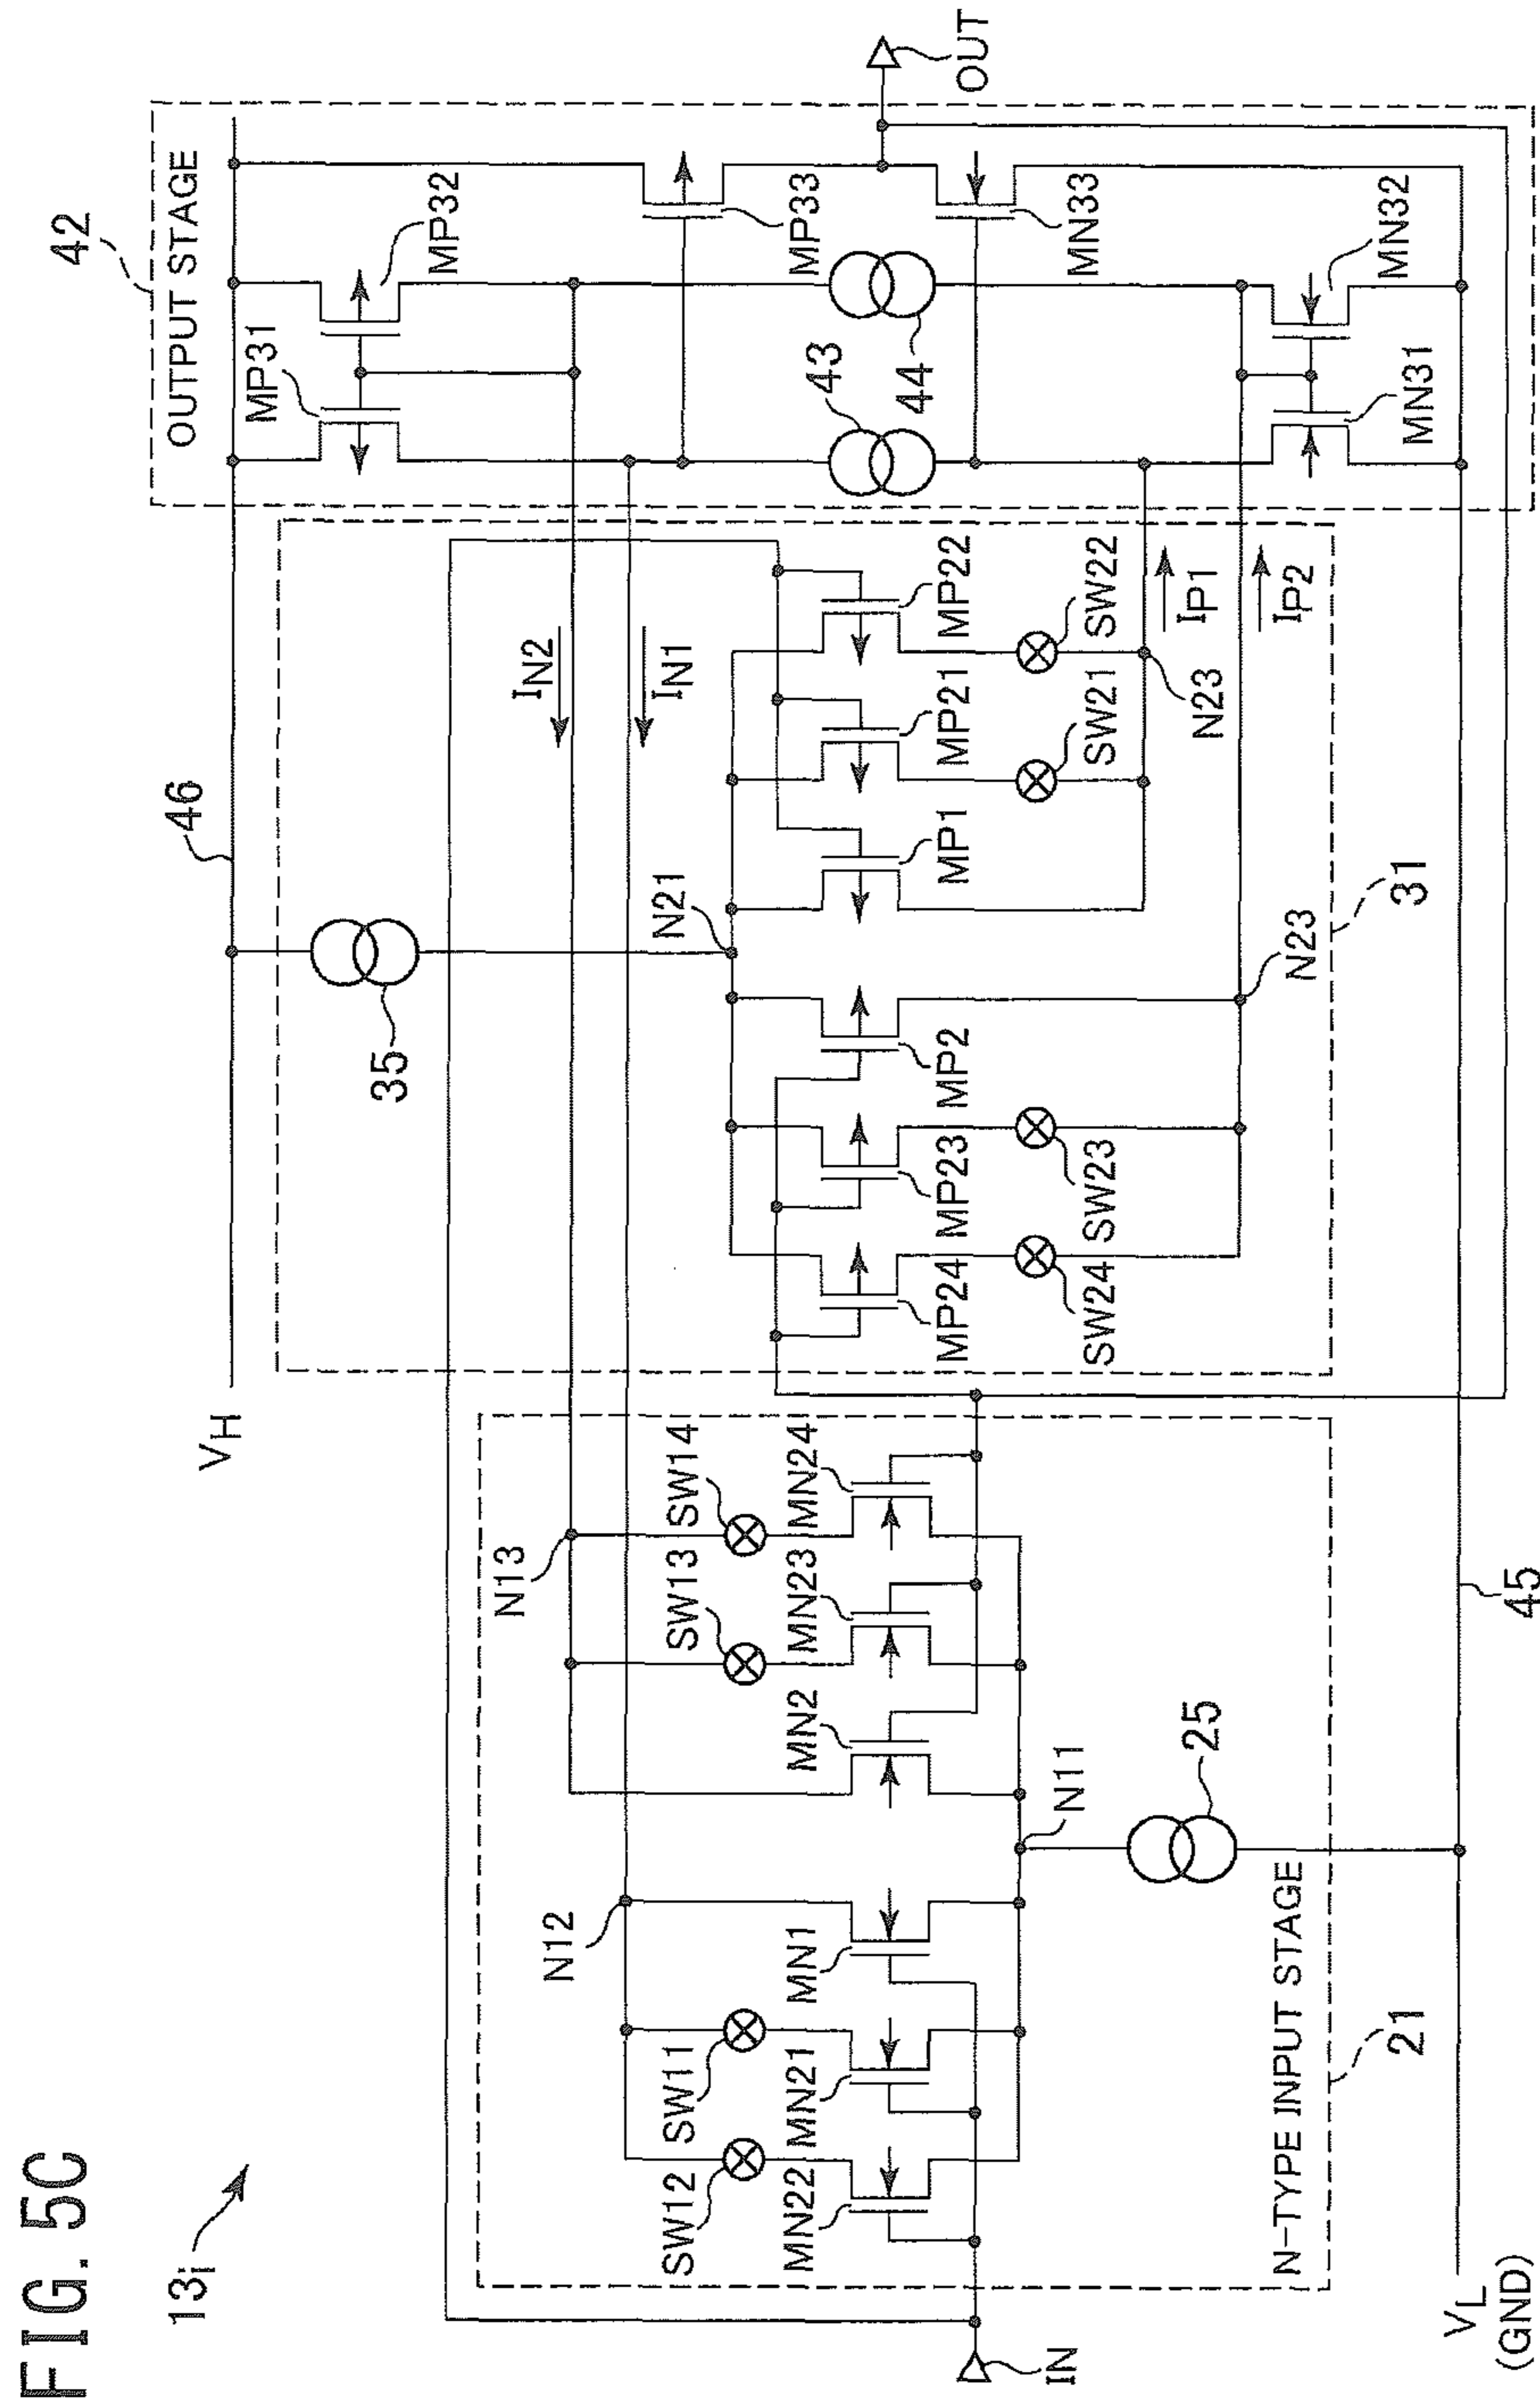 FIG. 5C
13i
VH
46
42
OUTPUT STAGE
MP31
MP32
35
IN2
IN1
N13
N12
N21
SW12
SW11
SW13
SW14
MN22
MN21
MN1
MN2
MN23
MN24
MP24
MP23
MP2
MP1
MP21
MP22
MP33
43
44
OUT
SW24
SW23
SW21
SW22
MN33
IN
N11
25
N23
N23
IP1
IP2
MN31
MN32
N-TYPE INPUT STAGE
21
31
VL
(GND)
45